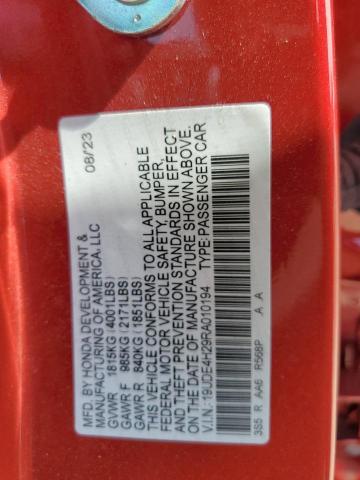 MFD. BY HONDA DEVELOPMENT & 08/23
MANUFACTURING OF AMERICA, LLC
GVWR 1815KG (4001LBS)
GAWR F 985KG (2171LBS)
GAWR R 840KG (1851LBS)
THIS VEHICLE CONFORMS TO ALL APPLICABLE
FEDERAL MOTOR VEHICLE SAFETY, BUMPER,
AND THEFT PREVENTION STANDARDS IN EFFECT
ON THE DATE OF MANUFACTURE SHOWN ABOVE.
V.I.N.: 19UDE4H29RA010194 TYPE: PASSENGER CAR
3S5 R AA6 R568P A A